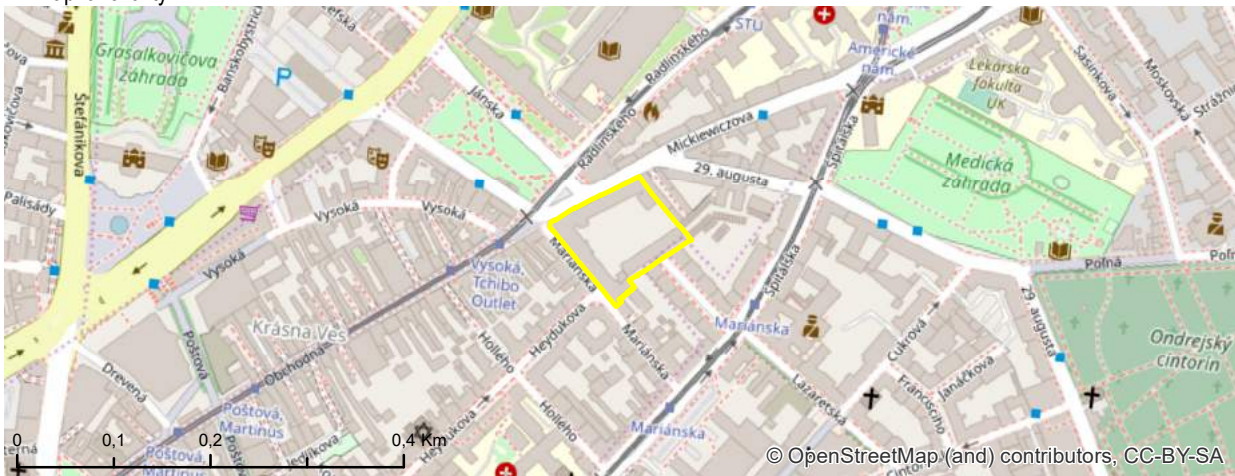 Grasalkovičova
záhrada
Banskobystrická
Štefánikova
Palisády
P
Jánska
Radlinského
STU
Americké
nám.
Lekárska
fakulta
UK
Sasinkova
Moskovská
Radlinského
Mickiewiczova
Špitálska
29. augusta
Medická
záhrada
Vysoká
Vysoká
Vysoká
Vysoká,
Tchibo
Outlet
Mariánska
Krásna Ves
Poštová
Obchodná
Drevená
Hollého
Heydukova
Mariánska
Mariánska
Špitálska
Cukrová
Poľná
29. augusta
Ondrejský
cintorín
Janáčkova
Lazaretská
Poštová,
Martinus
Poštová,
Martinus
Heydukova
Hollého
Mariánska
0
0,1
0,2
0,4 Km
© OpenStreetMap (and) contributors, CC-BY-SA